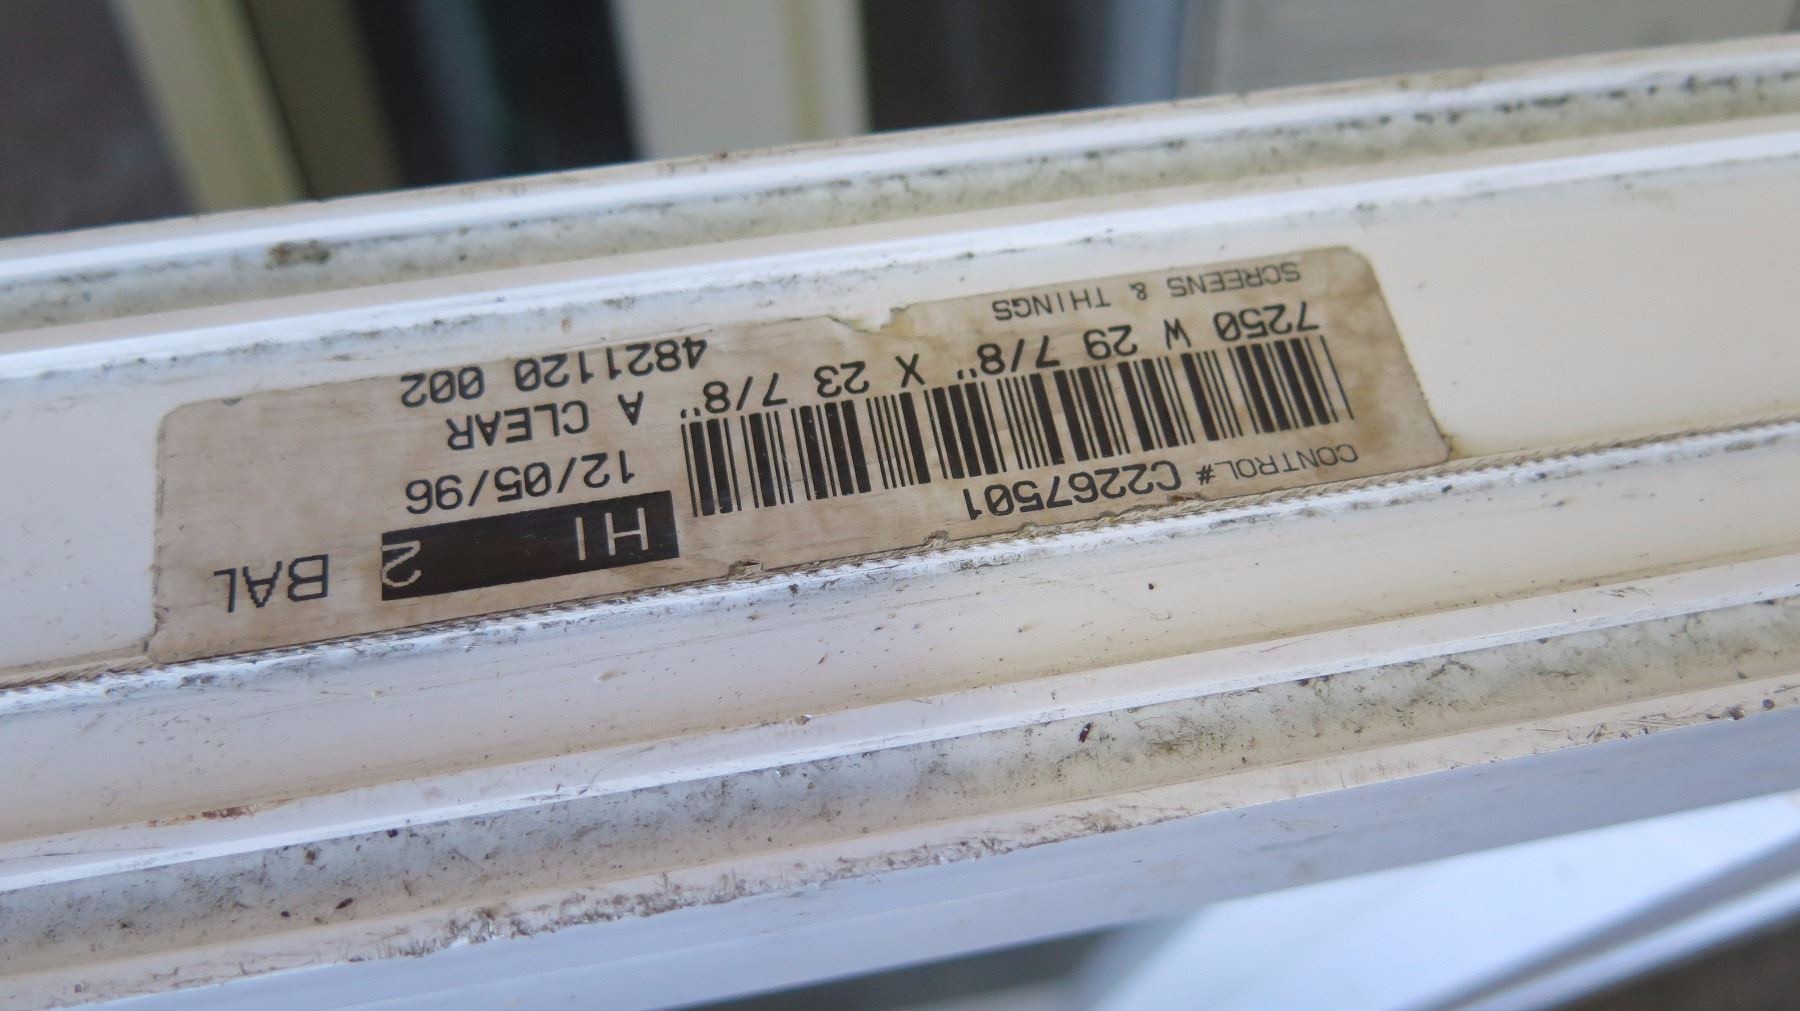 CONTROL# C2267501
HI 2 BAL
12/05/96
A CLEAR
7250 W 29 7/8" X 23 7/8"
SCREENS & THINGS
4821120 002